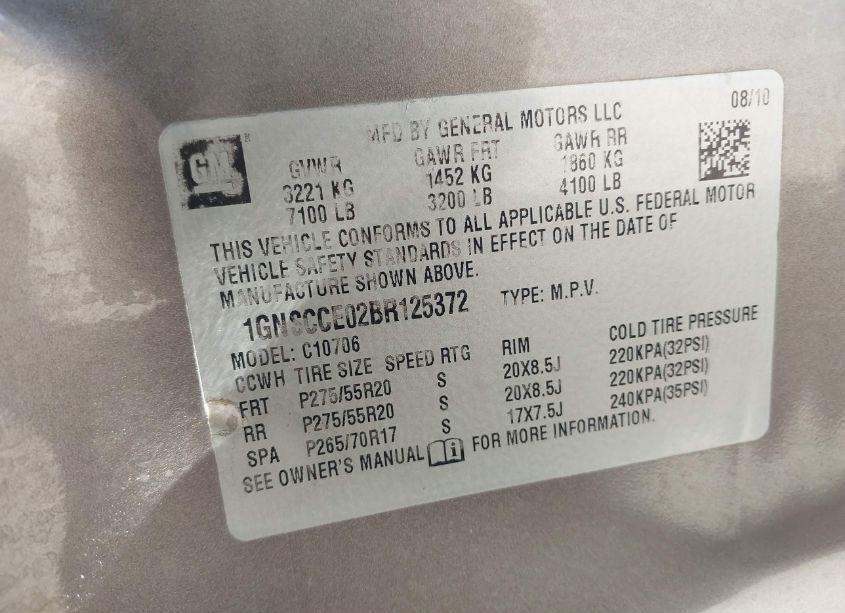 08/10
MFD BY GENERAL MOTORS LLC
GM
GVWR GAWR FRT GAWR RR
3221 KG 1452 KG 1860 KG
7100 LB 3200 LB 4100 LB
THIS VEHICLE CONFORMS TO ALL APPLICABLE U.S. FEDERAL MOTOR
VEHICLE SAFETY STANDARDS IN EFFECT ON THE DATE OF
MANUFACTURE SHOWN ABOVE.
1GNSCCE02BR125372 TYPE: M.P.V.
MODEL: C10706
CCWH TIRE SIZE SPEED RTG RIM COLD TIRE PRESSURE
FRT P275/55R20 S 20X8.5J 220KPA(32PSI)
RR P275/55R20 S 20X8.5J 220KPA(32PSI)
SPA P265/70R17 S 17X7.5J 240KPA(35PSI)
SEE OWNER'S MANUAL i FOR MORE INFORMATION.